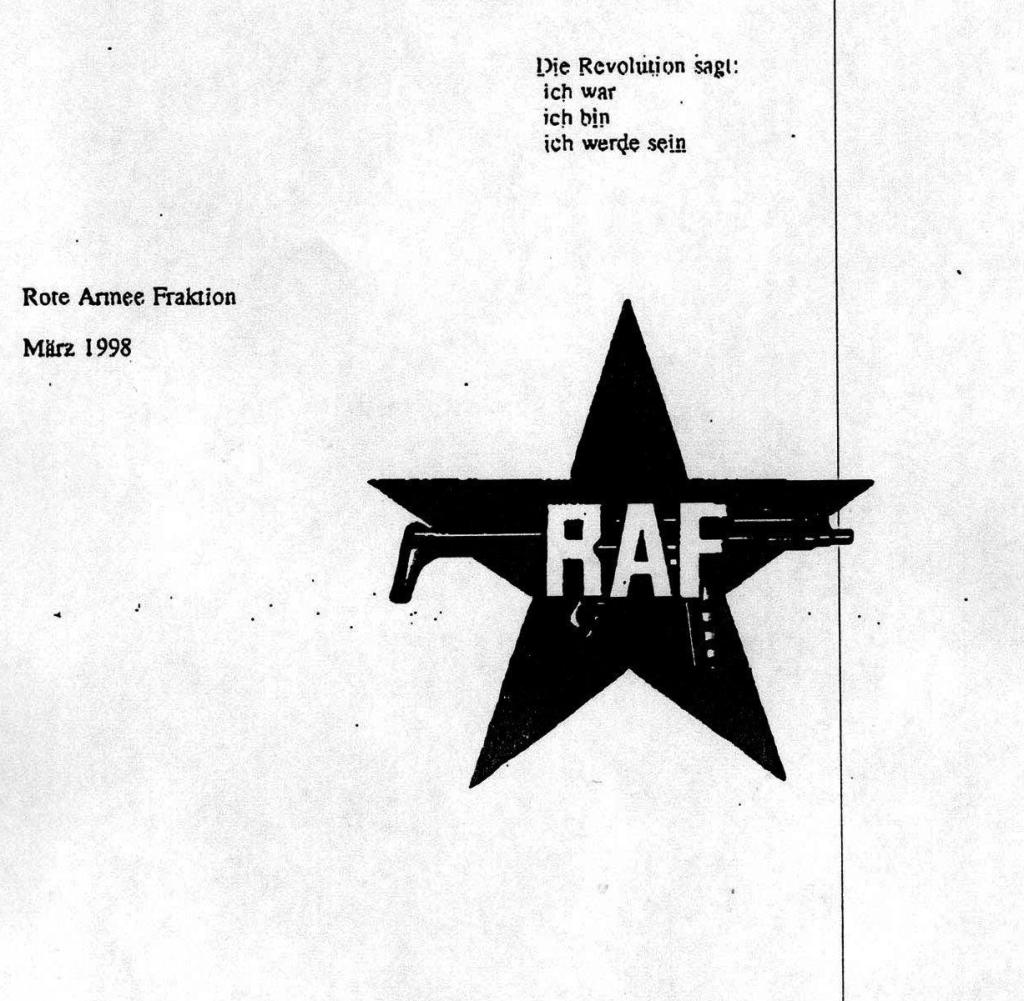 Die Revolution sagt:
ich war
ich bin
ich werde sein
Rote Armee Fraktion
März 1998
RAF